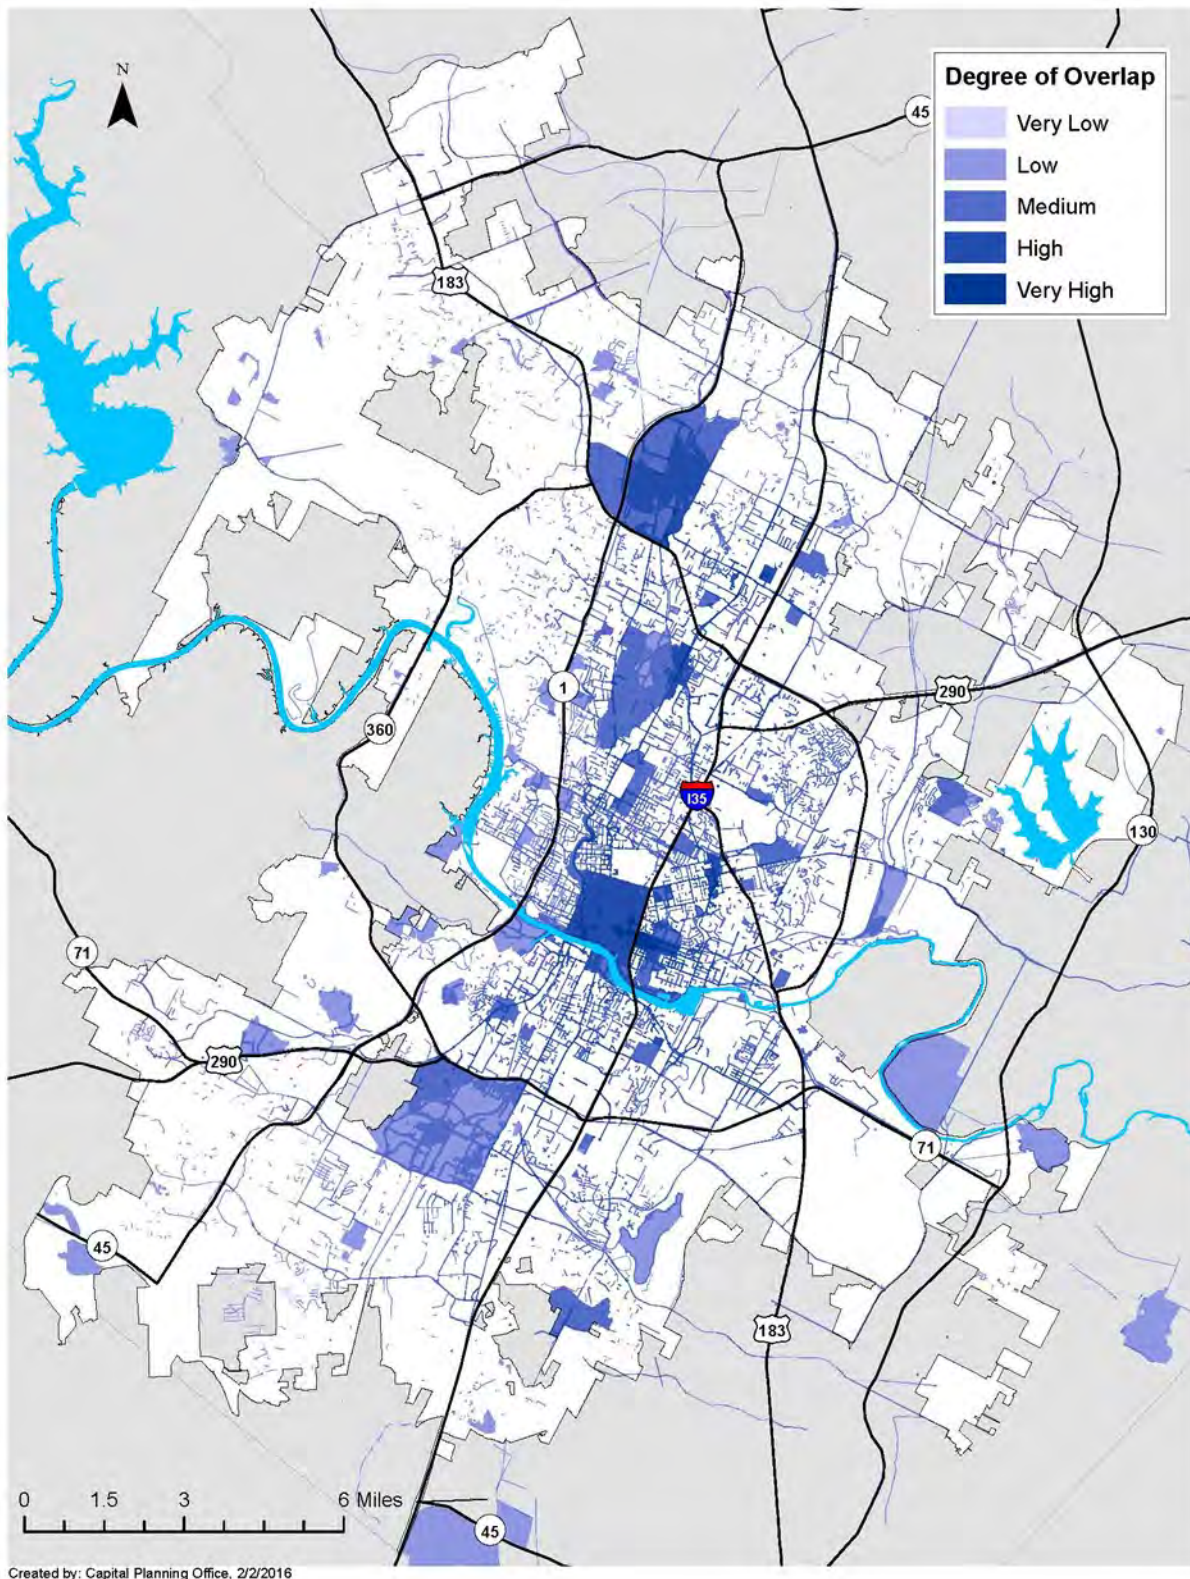 N
Degree of Overlap
Very Low
Low
Medium
High
Very High
45
183
1
290
360
I35
130
71
290
71
45
183
0 1.5 3 6 Miles
45
Created by: Capital Planning Office, 2/2/2016